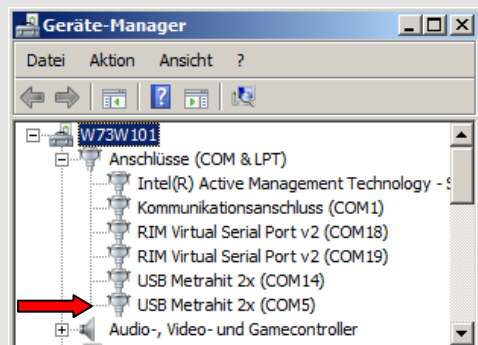 Geräte-Manager
Datei Aktion Ansicht ?
W73W101
Anschlüsse (COM & LPT)
Intel(R) Active Management Technology - S
Kommunikationsanschluss (COM1)
RIM Virtual Serial Port v2 (COM18)
RIM Virtual Serial Port v2 (COM19)
USB Metrahit 2x (COM14)
USB Metrahit 2x (COM5)
Audio-, Video- und Gamecontroller